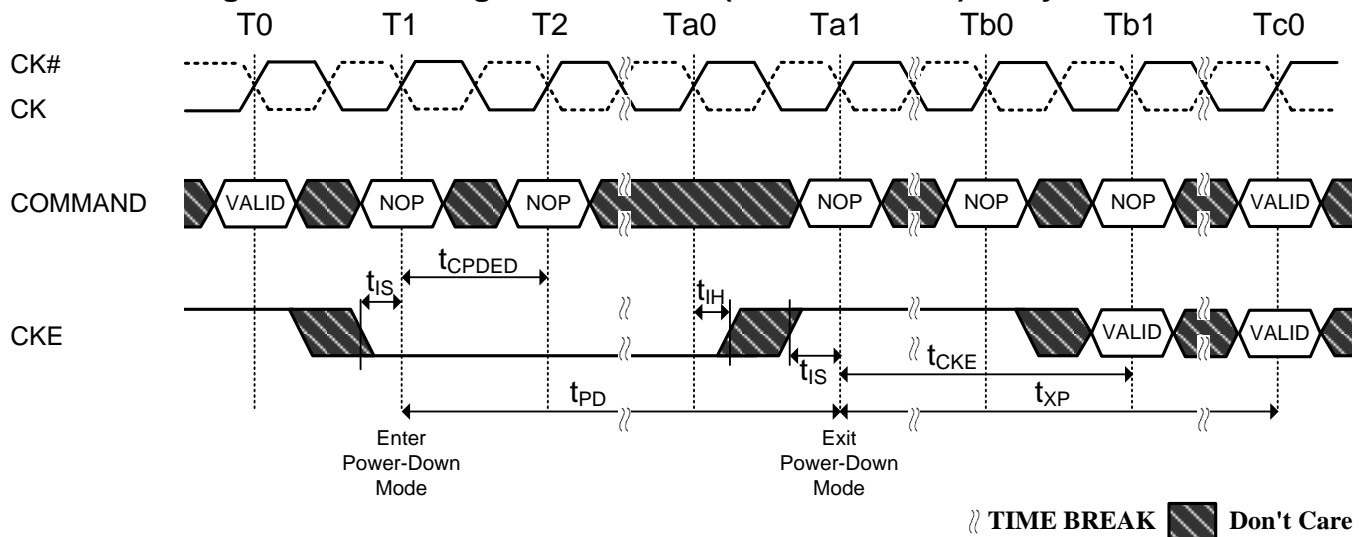 T0 T1 T2 Ta0 Ta1 Tb0 Tb1 Tc0
CK#
CK
COMMAND VALID NOP NOP NOP NOP NOP VALID
tCPDED
tIS tIH
CKE VALID VALID
tIS tCKE
tPD tXP
Enter Power-Down Mode
Exit Power-Down Mode
TIME BREAK Don't Care